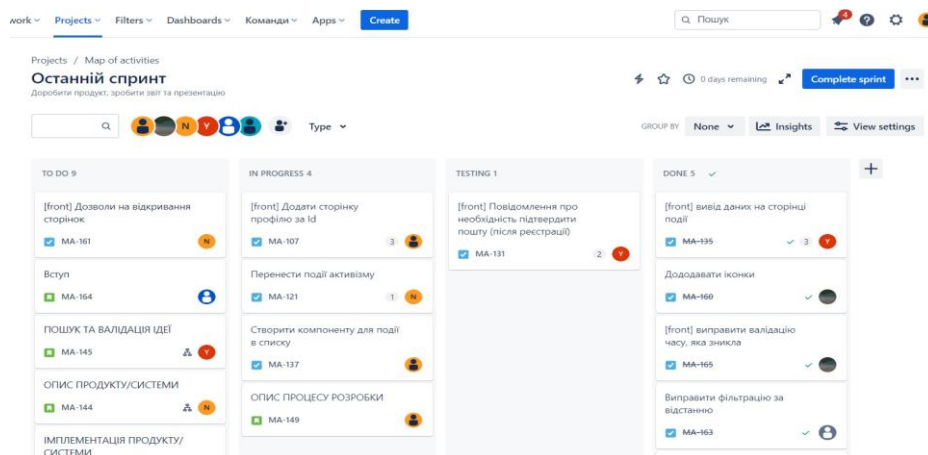 work Projects Filters Dashboards Команди Apps Create Пошук 4
Projects / Map of activities
Останній спринт
0 days remaining Complete sprint
Доробити продукт, зробити звіт та презентацію
N Y Type GROUP BY None Insights View settings
TO DO 9
[front] Дозволи на відкривання
сторінок
MA-161 N
Вступ
MA-164
ПОШУК ТА ВАЛІДАЦІЯ ІДЕЇ
MA-145 Y
ОПИС ПРОДУКТУ/СИСТЕМИ
MA-144 N
ІМПЛЕМЕНТАЦІЯ ПРОДУКТУ/
СИСТЕМИ
IN PROGRESS 4
[front] Додати сторінку
профілю за Id
MA-107 3
Перенести події активізму
MA-121 1 N
Створити компоненту для події
в списку
MA-137
ОПИС ПРОЦЕСУ РОЗРОБКИ
MA-149
TESTING 1
[front] Повідомлення про
необхідність підтвердити
пошту (після реєстрації)
MA-131 2 Y
DONE 5
[front] вивід даних на сторінці
події
MA-135 3 Y
Дододавати іконки
MA-160
[front] виправити валідацію
часу, яка зникла
MA-165
Виправити фільтрацію за
відстанню
MA-163